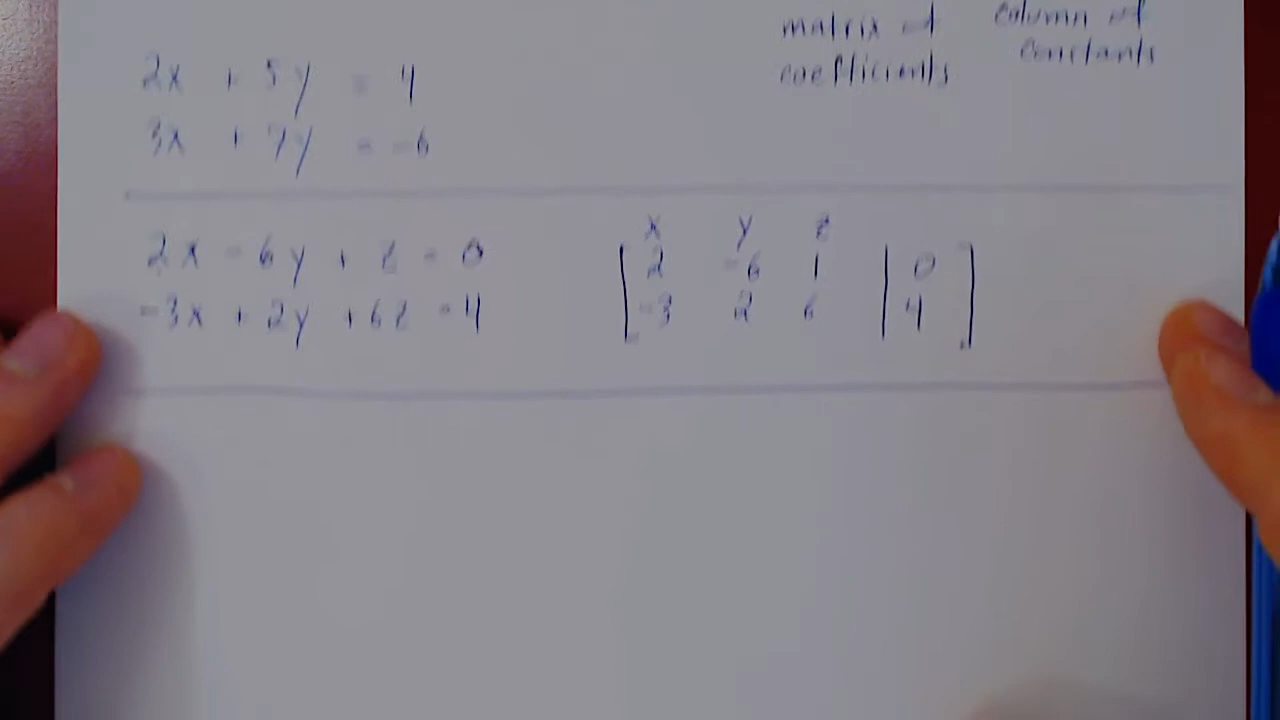 matrix of column of
coefficients constants
2x + 5y = 4
3x + 7y = -6
x y z
2x - 6y + z = 0 [ 2 -6 1 | 0 ]
-3x + 2y + 6z = 4 [ -3 2 6 | 4 ]